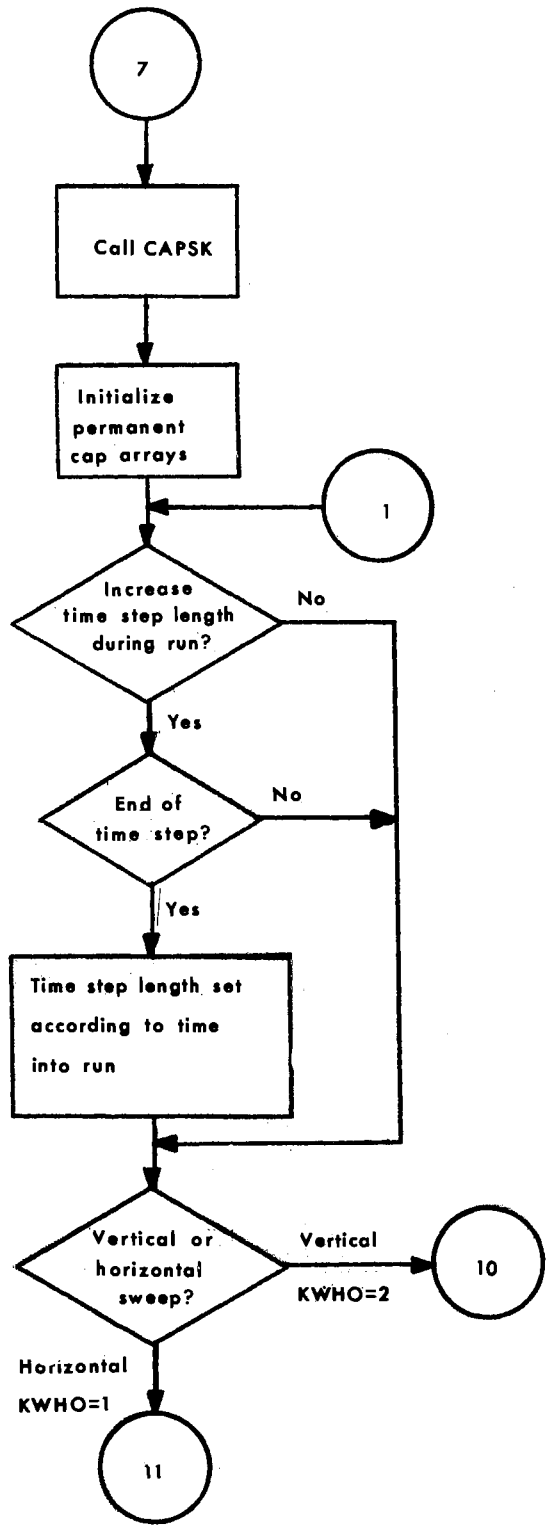 7
Call CAPSK
Initialize
permanent
cap arrays
1
Increase
time step length
during run?
No
Yes
End of
time step?
No
Yes
Time step length set
according to time
into run
Vertical or
horizontal
sweep?
Vertical
KWHO=2
10
Horizontal
KWHO=1
11